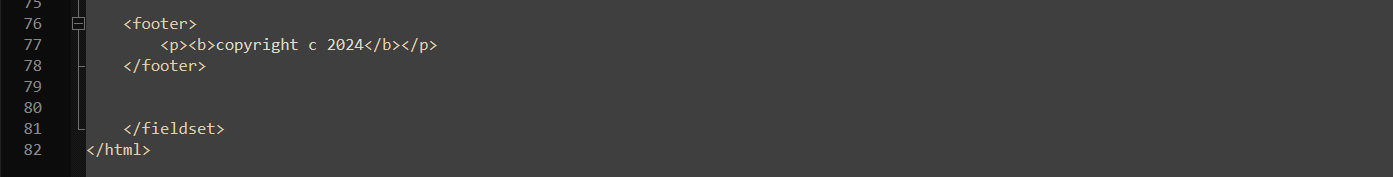 75
76 <footer>
77 <p><b>copyright c 2024</b></p>
78 </footer>
79
80
81 </fieldset>
82 </html>